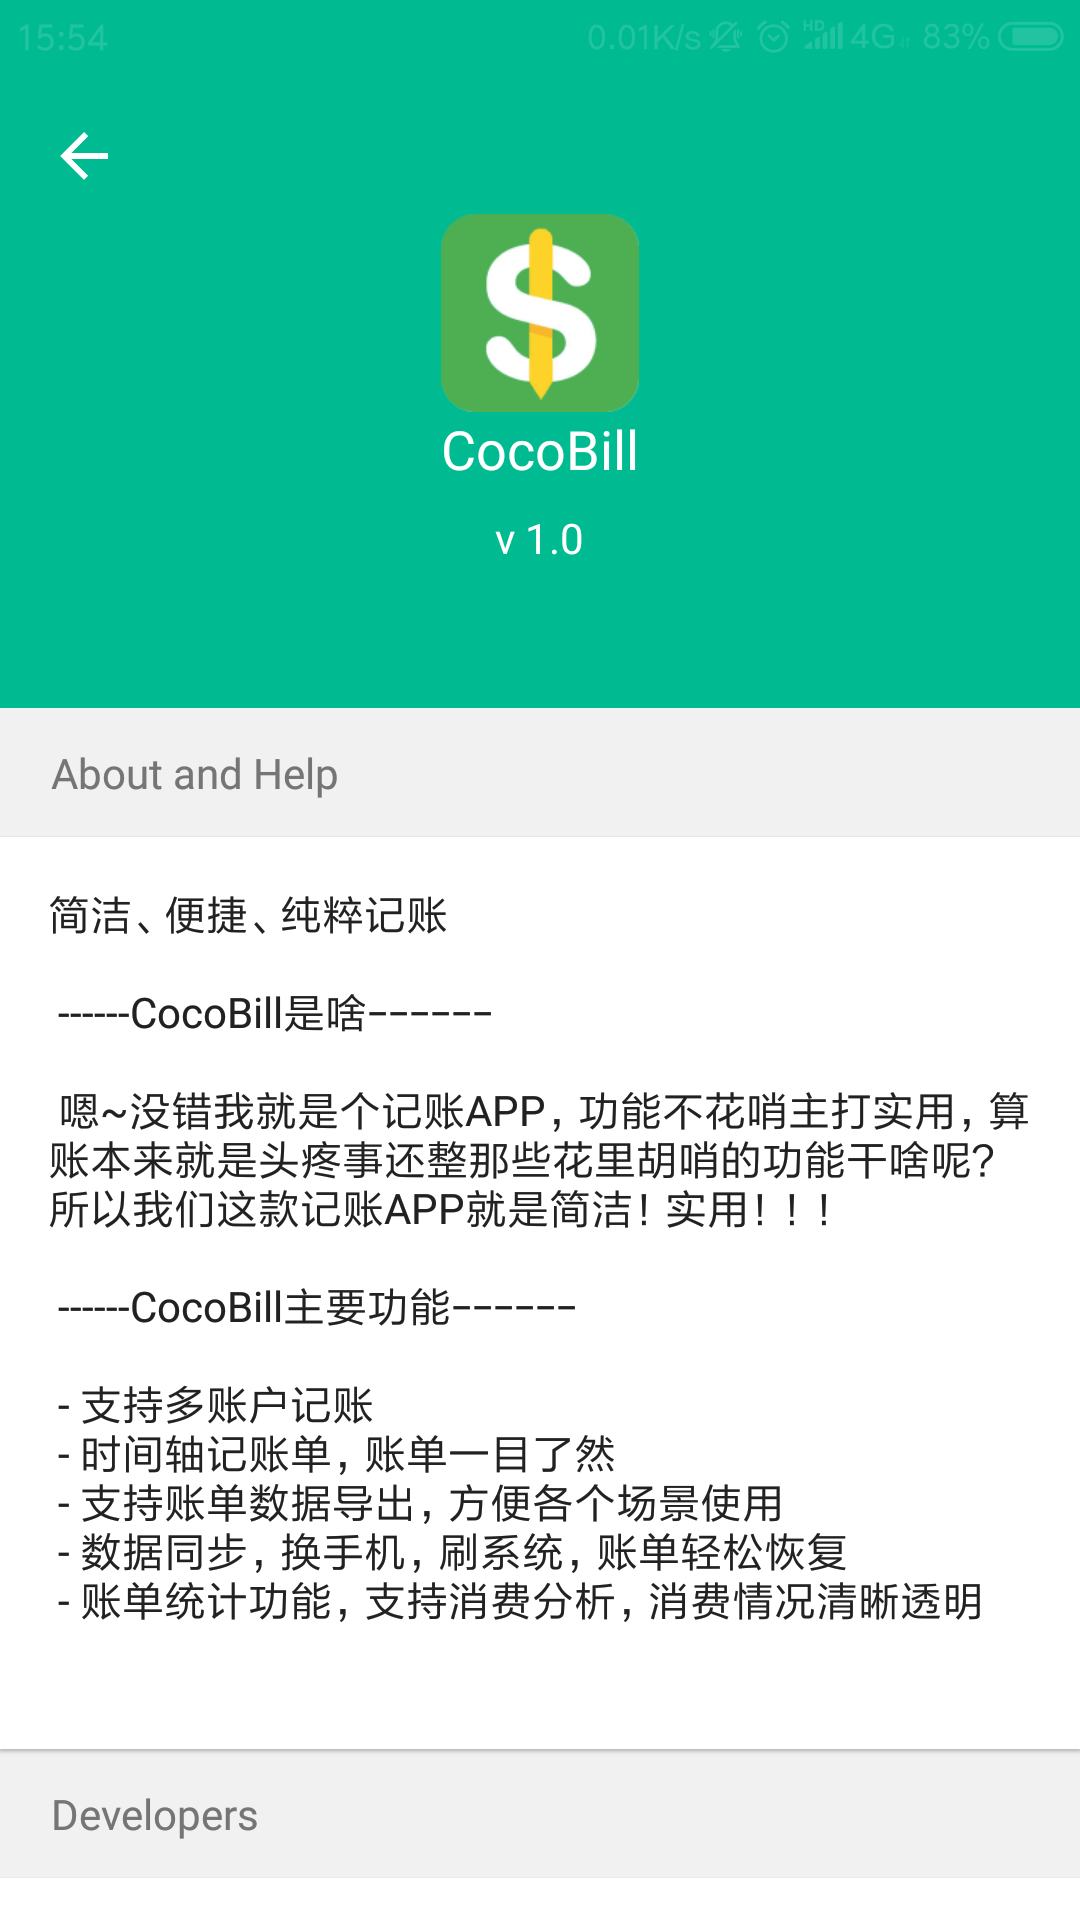 15:54
0.01K/s HD 4G 83%
CocoBill
v 1.0
About and Help
简洁、便捷、纯粹记账
------CocoBill是啥------
嗯~没错我就是个记账APP，功能不花哨主打实用，算
账本来就是头疼事还整那些花里胡哨的功能干啥呢？
所以我们这款记账APP就是简洁！实用！！！
------CocoBill主要功能------
- 支持多账户记账
- 时间轴记账单，账单一目了然
- 支持账单数据导出，方便各个场景使用
- 数据同步，换手机，刷系统，账单轻松恢复
- 账单统计功能，支持消费分析，消费情况清晰透明
Developers